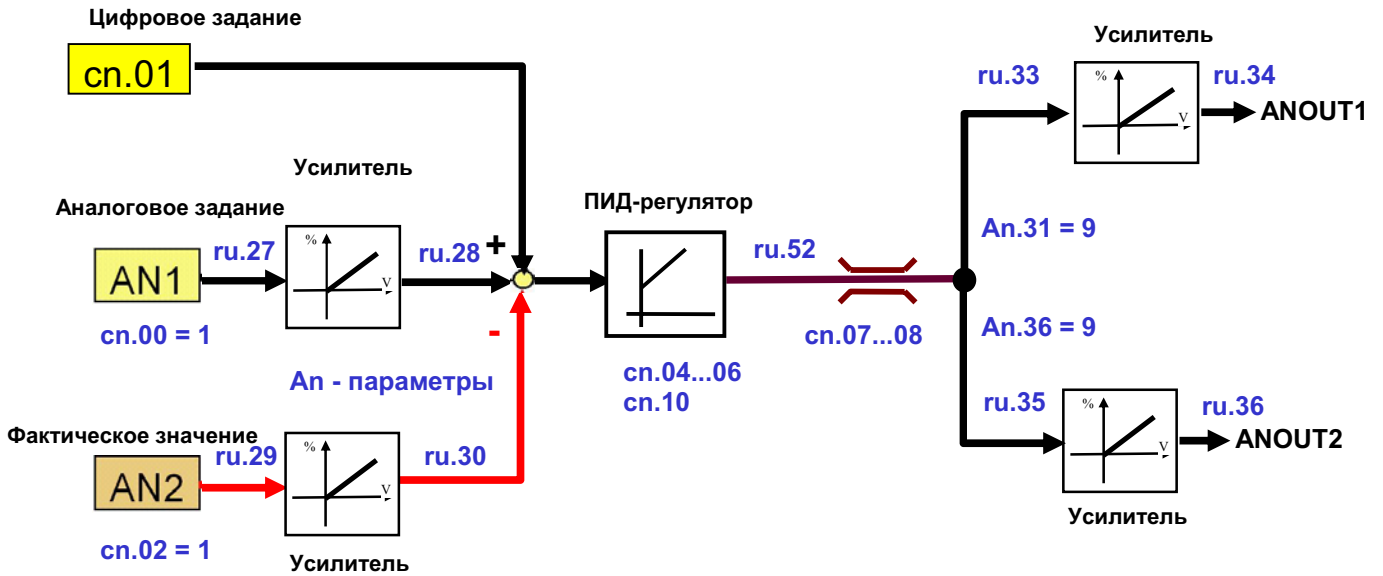 Цифровое задание
cn.01
Усилитель
ru.33
%
V
ru.34
ANOUT1
Усилитель
Аналоговое задание
ru.27
AN1
cn.00 = 1
%
V
ru.28
+
-
ПИД-регулятор
ru.52
cn.04...06
cn.10
cn.07...08
An.31 = 9
An.36 = 9
An - параметры
Фактическое значение
ru.29
AN2
cn.02 = 1
%
V
ru.30
Усилитель
ru.35
%
V
ru.36
ANOUT2
Усилитель